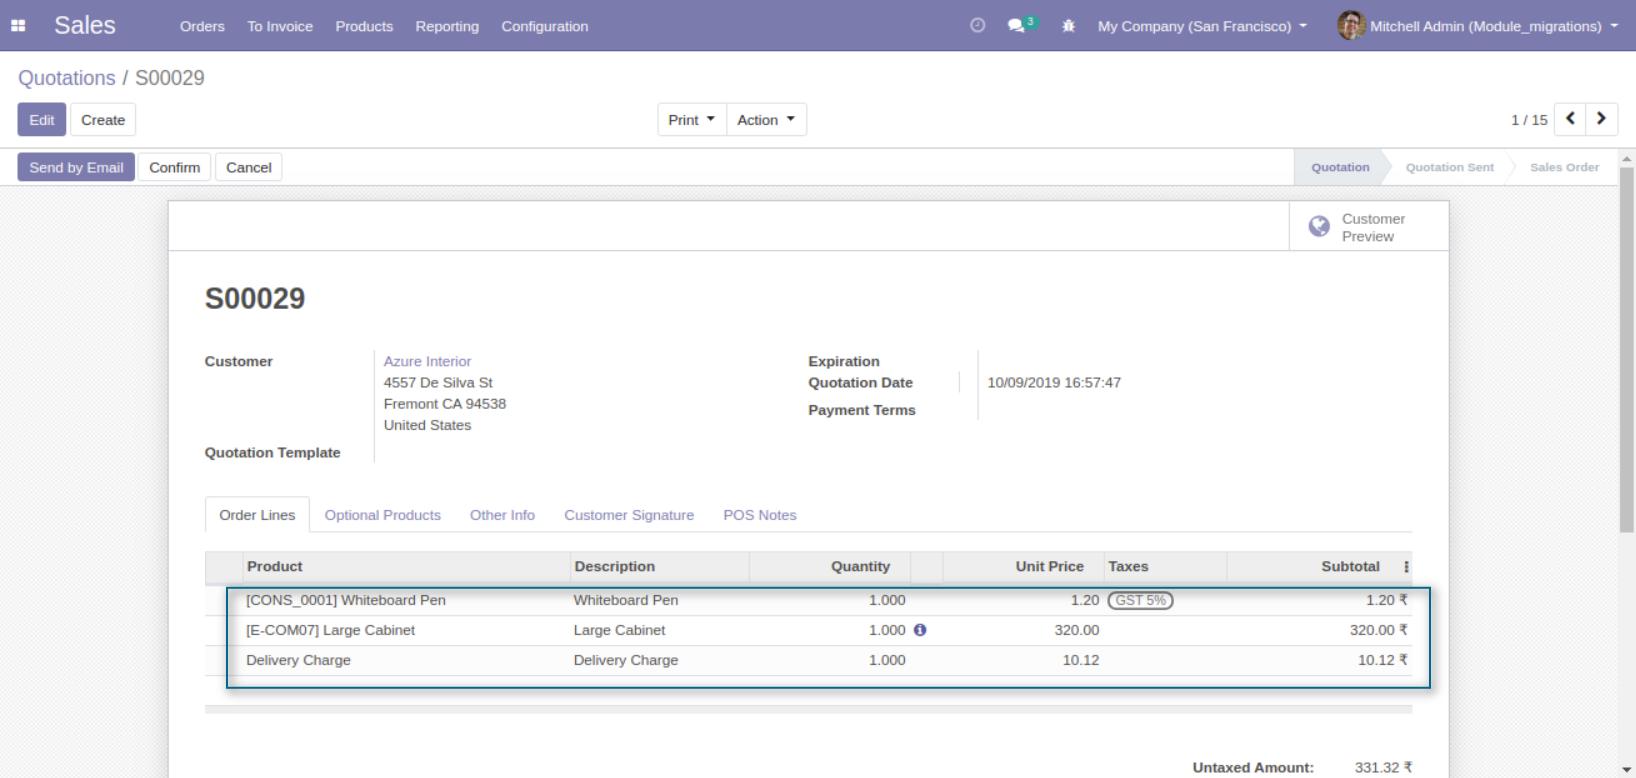 Sales Orders To Invoice Products Reporting Configuration 3 My Company (San Francisco) Mitchell Admin (Module_migrations)
Quotations / S00029
Edit Create Print Action 1 / 15
Send by Email Confirm Cancel Quotation Quotation Sent Sales Order
Customer
Preview
S00029
Customer Azure Interior Expiration
4557 De Silva St Quotation Date 10/09/2019 16:57:47
Fremont CA 94538 Payment Terms
United States
Quotation Template
Order Lines Optional Products Other Info Customer Signature POS Notes
Product Description Quantity Unit Price Taxes Subtotal
[CONS_0001] Whiteboard Pen Whiteboard Pen 1.000 1.20 GST 5% 1.20 ₹
[E-COM07] Large Cabinet Large Cabinet 1.000 320.00 320.00 ₹
Delivery Charge Delivery Charge 1.000 10.12 10.12 ₹
Untaxed Amount: 331.32 ₹